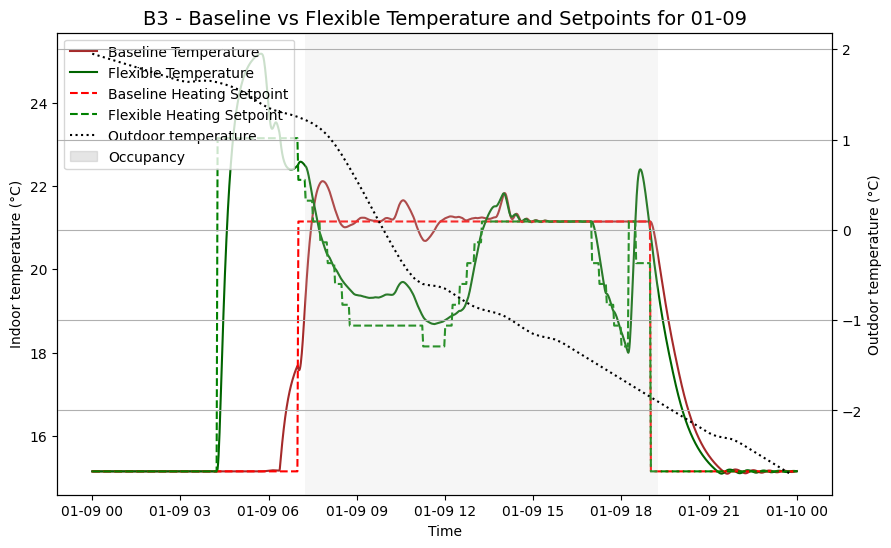 B3 - Baseline vs Flexible Temperature and Setpoints for 01-09
Baseline Temperature
Flexible Temperature
Baseline Heating Setpoint
Flexible Heating Setpoint
Outdoor temperature
Occupancy
Indoor temperature (°C)
24
22
20
18
16
2
1
0
−1
−2
Outdoor temperature (°C)
01-09 00
01-09 03
01-09 06
01-09 09
01-09 12
01-09 15
01-09 18
01-09 21
01-10 00
Time